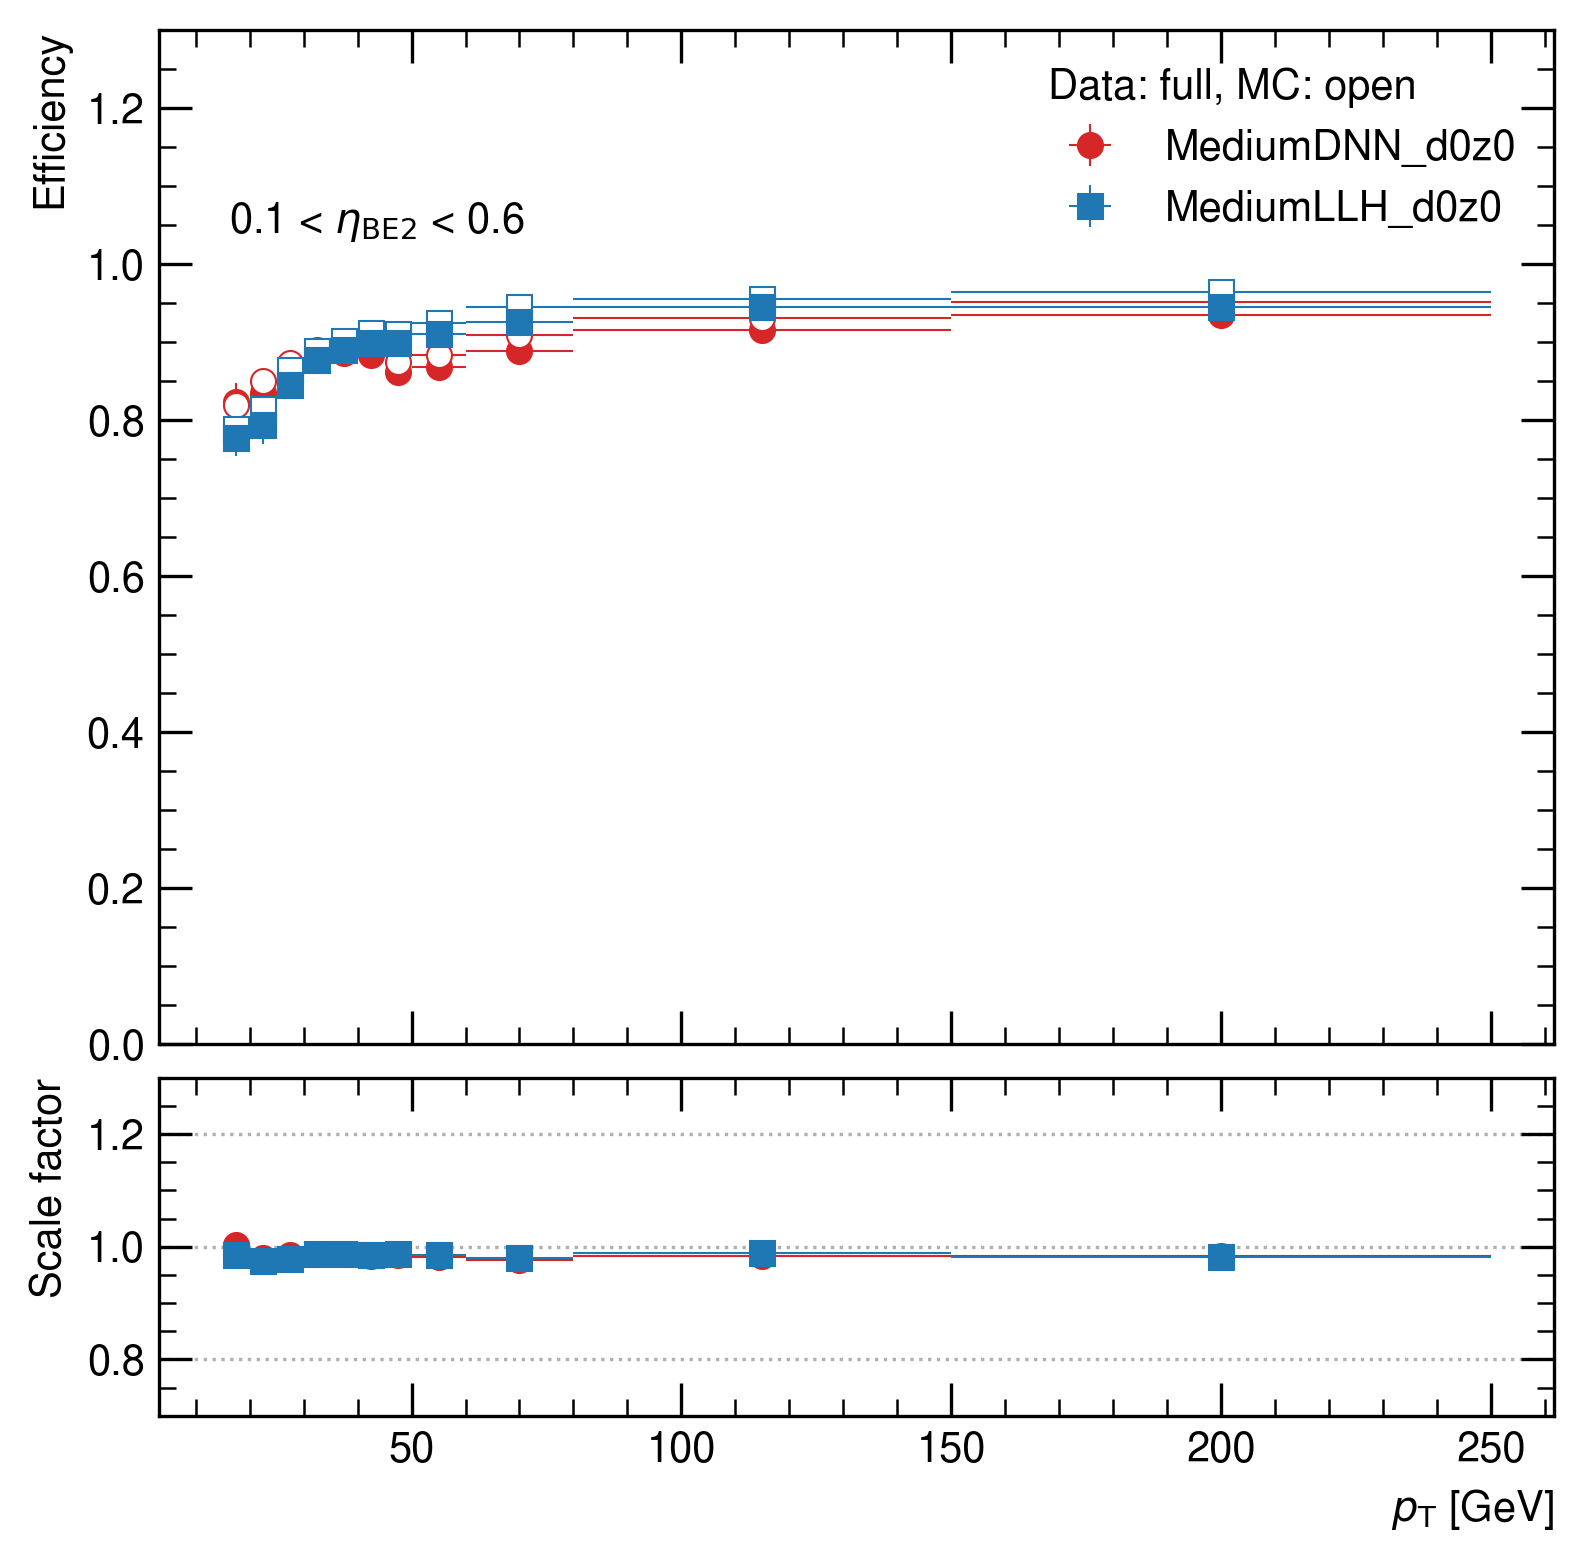 Efficiency
Data: full, MC: open
MediumDNN_d0z0
MediumLLH_d0z0
0.1 < η_BE2 < 0.6
1.2
1.0
0.8
0.6
0.4
0.2
0.0
Scale factor
1.2
1.0
0.8
50 100 150 200 250
p_T [GeV]